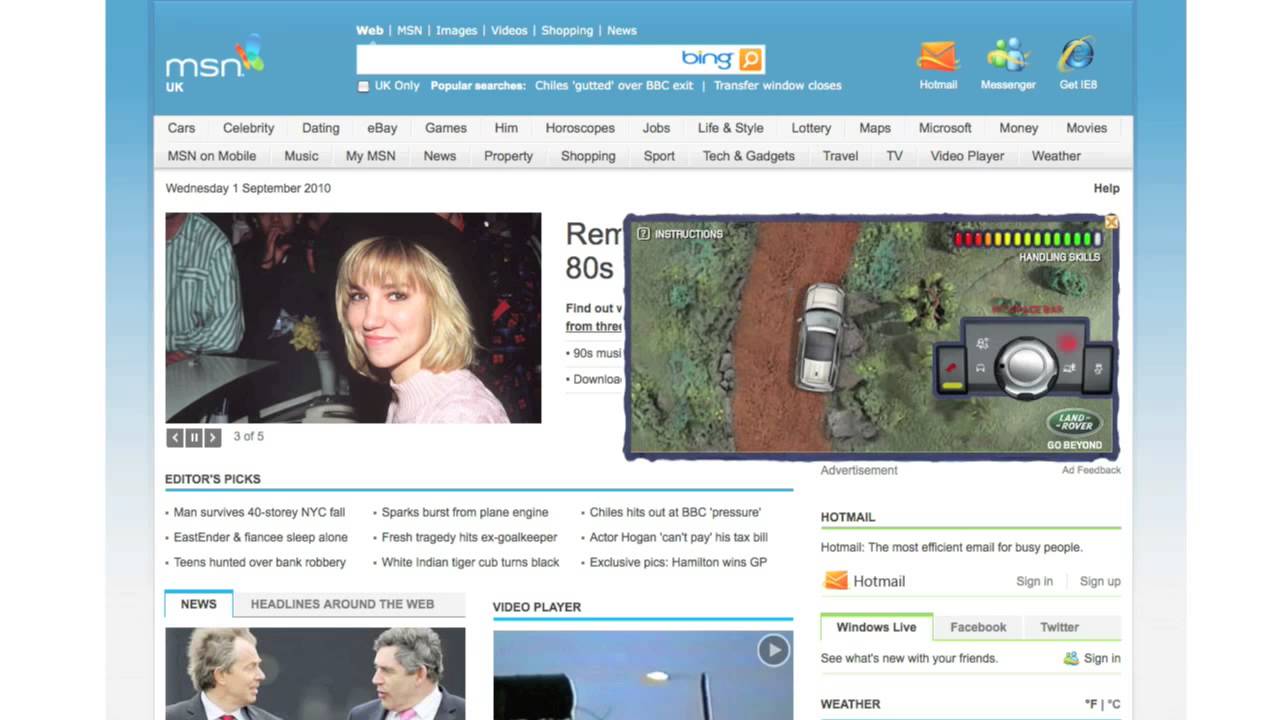 Web | MSN | Images | Videos | Shopping | News
msn
UK
bing
UK Only Popular searches: Chiles 'gutted' over BBC exit | Transfer window closes
Hotmail Messenger Get IE8
Cars Celebrity Dating eBay Games Him Horoscopes Jobs Life & Style Lottery Maps Microsoft Money Movies
MSN on Mobile Music My MSN News Property Shopping Sport Tech & Gadgets Travel TV Video Player Weather
Wednesday 1 September 2010 Help
Rem
80s
Find out
from three
• 90s musi
• Downloa
3 of 5
? INSTRUCTIONS
HANDLING SKILLS
SPACE BAR
LAND-
ROVER
GO BEYOND
Advertisement Ad Feedback
EDITOR'S PICKS
Man survives 40-storey NYC fall
EastEnder & fiancee sleep alone
Teens hunted over bank robbery
Sparks burst from plane engine
Fresh tragedy hits ex-goalkeeper
White Indian tiger cub turns black
Chiles hits out at BBC 'pressure'
Actor Hogan 'can't pay' his tax bill
Exclusive pics: Hamilton wins GP
HOTMAIL
Hotmail: The most efficient email for busy people.
Hotmail Sign in Sign up
NEWS HEADLINES AROUND THE WEB
VIDEO PLAYER
Windows Live Facebook Twitter
See what's new with your friends. Sign in
WEATHER °F | °C